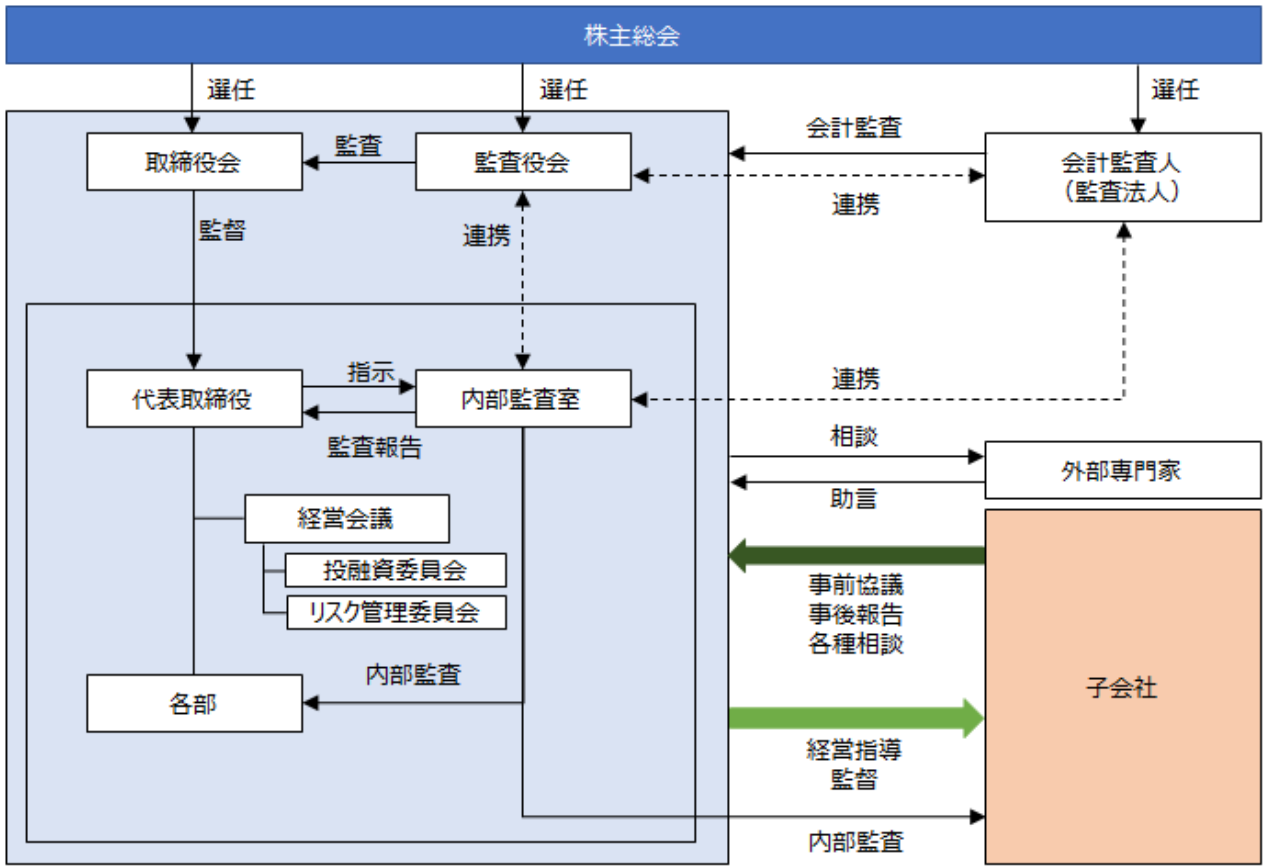 株主総会
選任
選任
選任
取締役会
監査
監査役会
会計監査
会計監査人
（監査法人）
連携
監督
連携
代表取締役
指示
監査報告
内部監査室
連携
相談
助言
外部専門家
経営会議
投融資委員会
リスク管理委員会
事前協議
事後報告
各種相談
子会社
各部
内部監査
経営指導
監督
内部監査